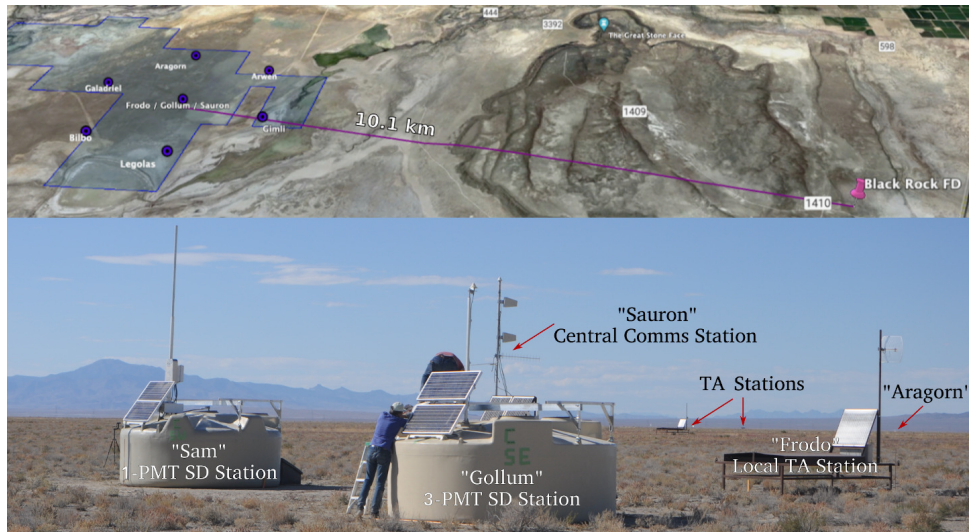 444
3392
The Great Stone Face
598
Aragorn
Arwen
Galadriel
Frodo / Gollum / Sauron
1409
10.1 km
Gimli
Bilbo
Legolas
Black Rock FD
1410
"Sauron"
Central Comms Station
TA Stations
"Aragorn"
"Sam"
1-PMT SD Station
C
SE
"Gollum"
3-PMT SD Station
"Frodo"
Local TA Station